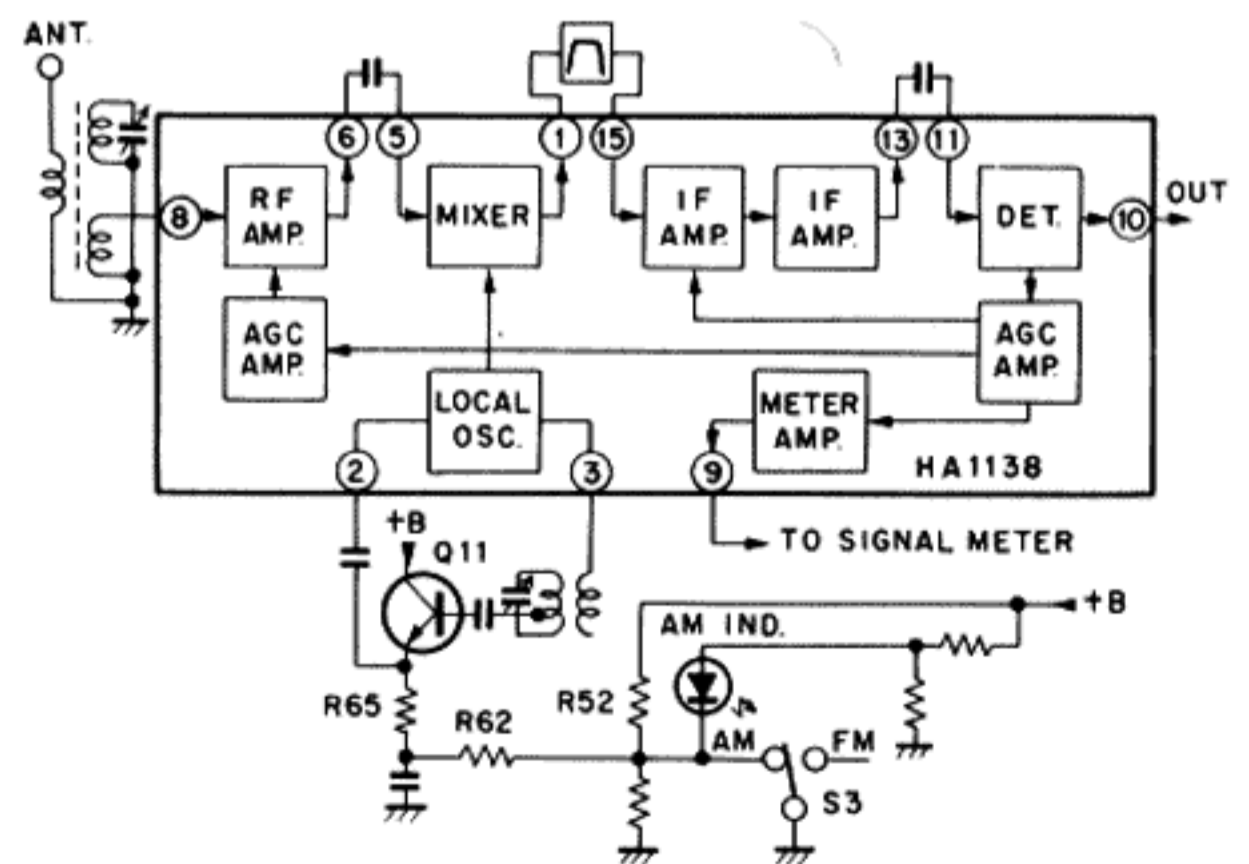 ANT.
6
5
1
15
13
11
8
RF
AMP.
MIXER
IF
AMP.
IF
AMP.
DET.
10
OUT
AGC
AMP.
AGC
AMP.
LOCAL
OSC.
METER
AMP.
2
3
9
HA1138
+B
Q11
TO SIGNAL METER
+B
AM IND.
R65
R62
R52
AM
FM
S3